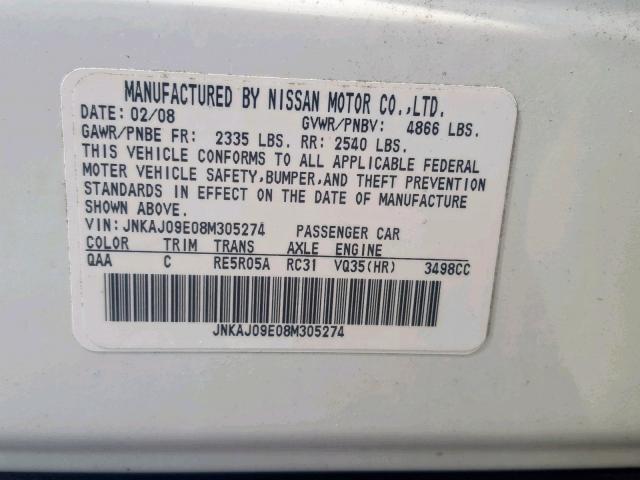 MANUFACTURED BY NISSAN MOTOR CO.,LTD.
DATE: 02/08 GVWR/PNBV: 4866 LBS.
GAWR/PNBE FR: 2335 LBS. RR: 2540 LBS.
THIS VEHICLE CONFORMS TO ALL APPLICABLE FEDERAL
MOTER VEHICLE SAFETY,BUMPER,AND THEFT PREVENTION
STANDARDS IN EFFECT ON THE DATE OF MANUFACTURE
SHOWN ABOVE.
VIN: JNKAJ09E08M305274 PASSENGER CAR
COLOR TRIM TRANS AXLE ENGINE
QAA C RE5R05A RC31 VQ35(HR) 3498CC
JNKAJ09E08M305274